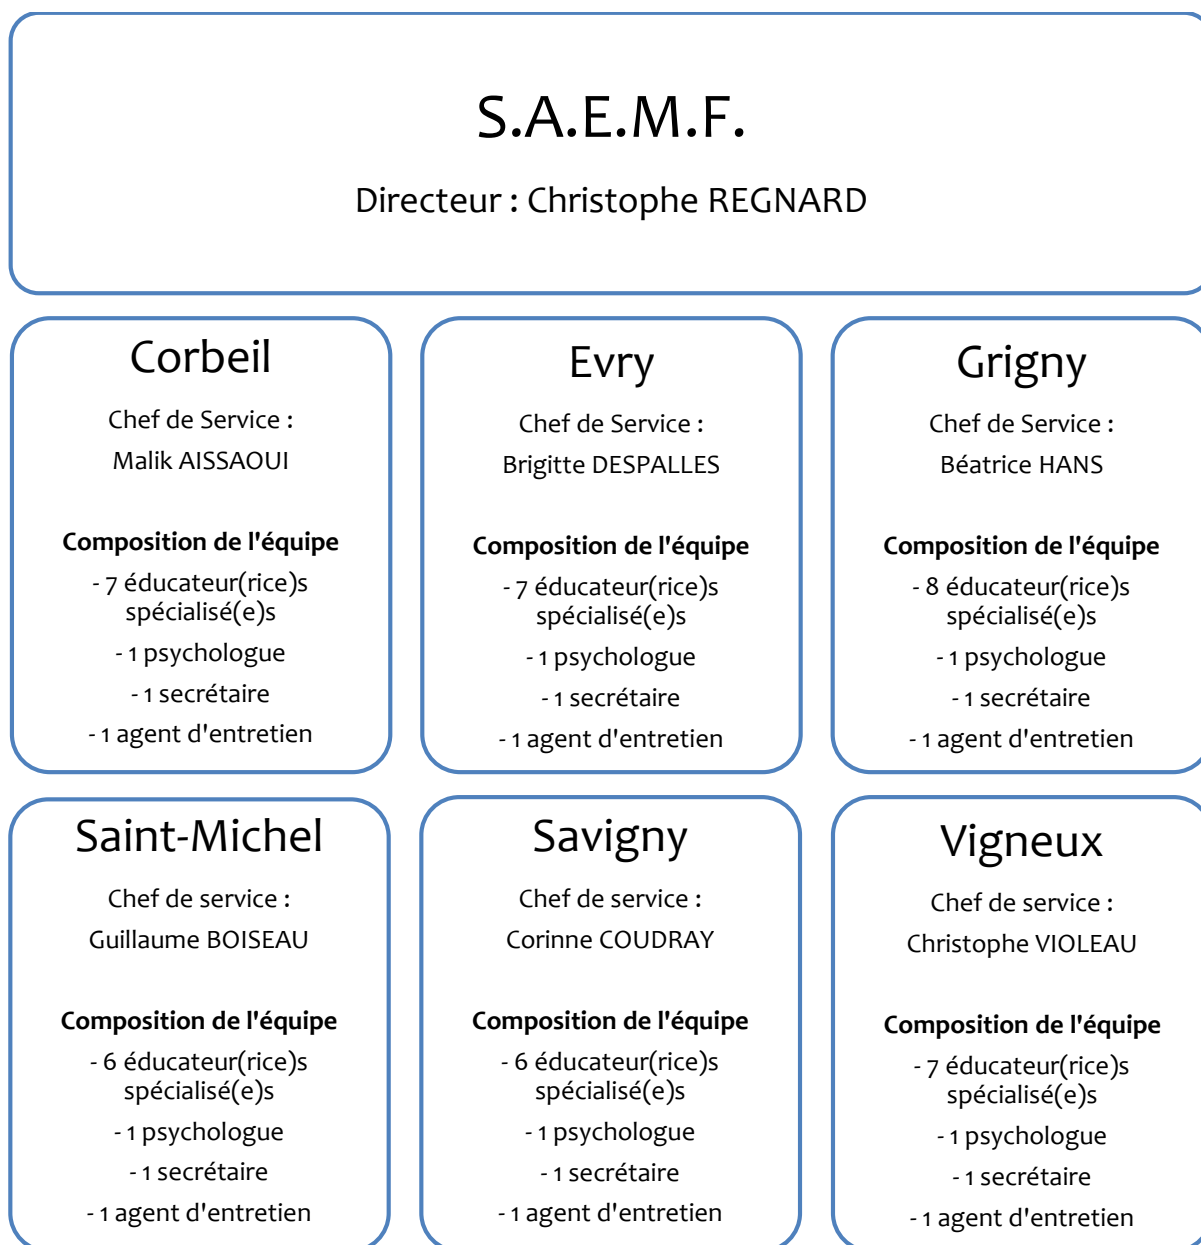 S.A.E.M.F.
Directeur : Christophe REGNARD
Corbeil
Chef de Service :
Malik AISSAOUI
Composition de l'équipe
- 7 éducateur(rice)s
spécialisé(e)s
- 1 psychologue
- 1 secrétaire
- 1 agent d'entretien
Evry
Chef de Service :
Brigitte DESPALLES
Composition de l'équipe
- 7 éducateur(rice)s
spécialisé(e)s
- 1 psychologue
- 1 secrétaire
- 1 agent d'entretien
Grigny
Chef de Service :
Béatrice HANS
Composition de l'équipe
- 8 éducateur(rice)s
spécialisé(e)s
- 1 psychologue
- 1 secrétaire
- 1 agent d'entretien
Saint-Michel
Chef de service :
Guillaume BOISEAU
Composition de l'équipe
- 6 éducateur(rice)s
spécialisé(e)s
- 1 psychologue
- 1 secrétaire
- 1 agent d'entretien
Savigny
Chef de service :
Corinne COUDRAY
Composition de l'équipe
- 6 éducateur(rice)s
spécialisé(e)s
- 1 psychologue
- 1 secrétaire
- 1 agent d'entretien
Vigneux
Chef de service :
Christophe VIOLEAU
Composition de l'équipe
- 7 éducateur(rice)s
spécialisé(e)s
- 1 psychologue
- 1 secrétaire
- 1 agent d'entretien